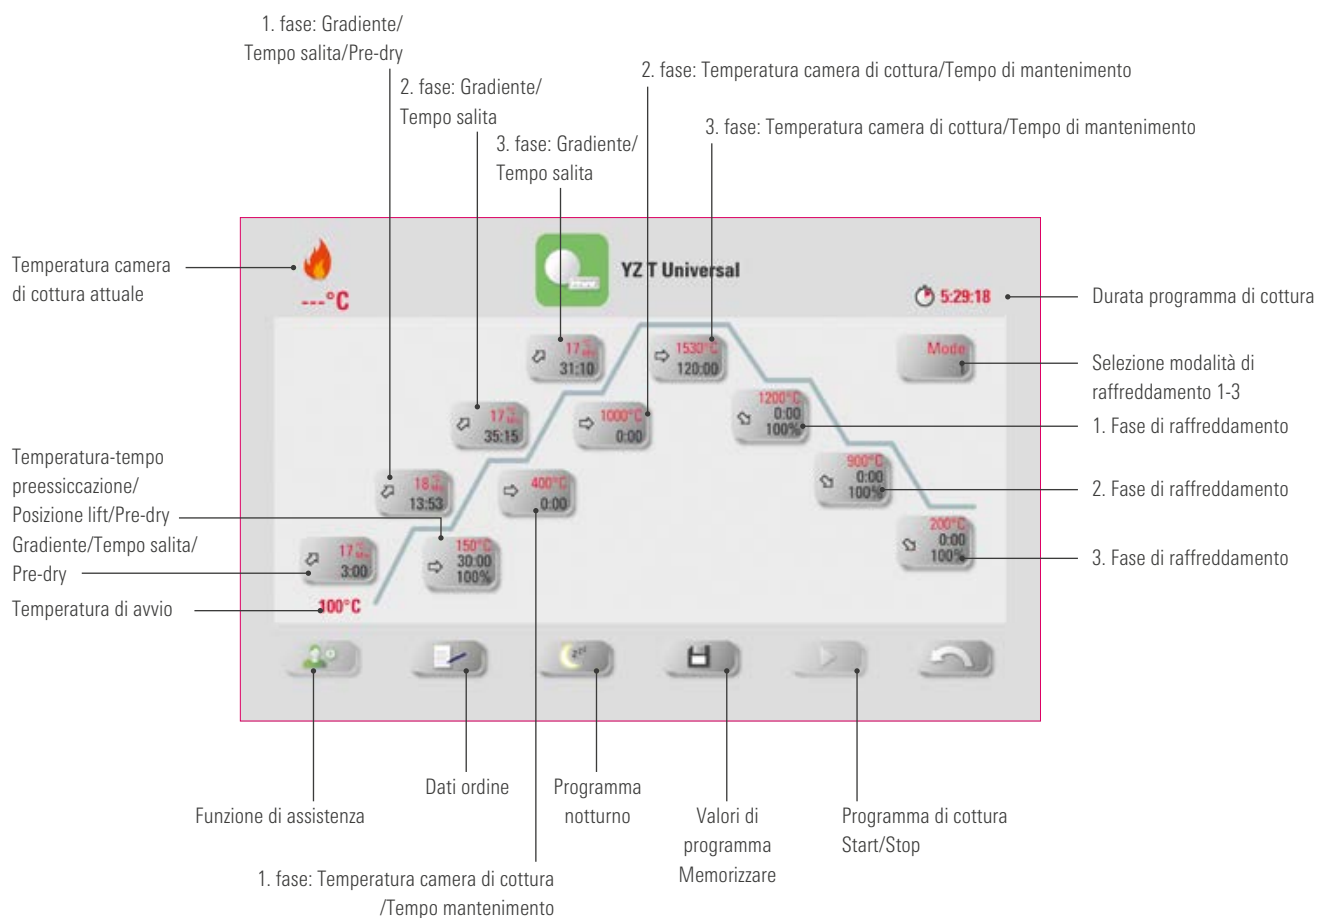 1. fase: Gradiente/
Tempo salita/Pre-dry
2. fase: Gradiente/
Tempo salita
3. fase: Gradiente/
Tempo salita
2. fase: Temperatura camera di cottura/Tempo di mantenimento
3. fase: Temperatura camera di cottura/Tempo di mantenimento
Temperatura camera
di cottura attuale
---°C
YZ T Universal
5:29:18
Durata programma di cottura
17 °C/Min
31:10
1530°C
120:00
Mode
1
Selezione modalità di
raffreddamento 1-3
17 °C/Min
35:15
1000°C
0:00
1200°C
0:00
100%
1. Fase di raffreddamento
Temperatura-tempo
preessiccazione/
Posizione lift/Pre-dry
18 °C/Min
13:53
400°C
0:00
900°C
0:00
100%
2. Fase di raffreddamento
Gradiente/Tempo salita/
Pre-dry
17 °C/Min
3:00
150°C
30:00
100%
200°C
0:00
100%
3. Fase di raffreddamento
Temperatura di avvio
100°C
zzz
Funzione di assistenza
Dati ordine
Programma
notturno
Valori di
programma
Memorizzare
Programma di cottura
Start/Stop
1. fase: Temperatura camera di cottura
/Tempo mantenimento